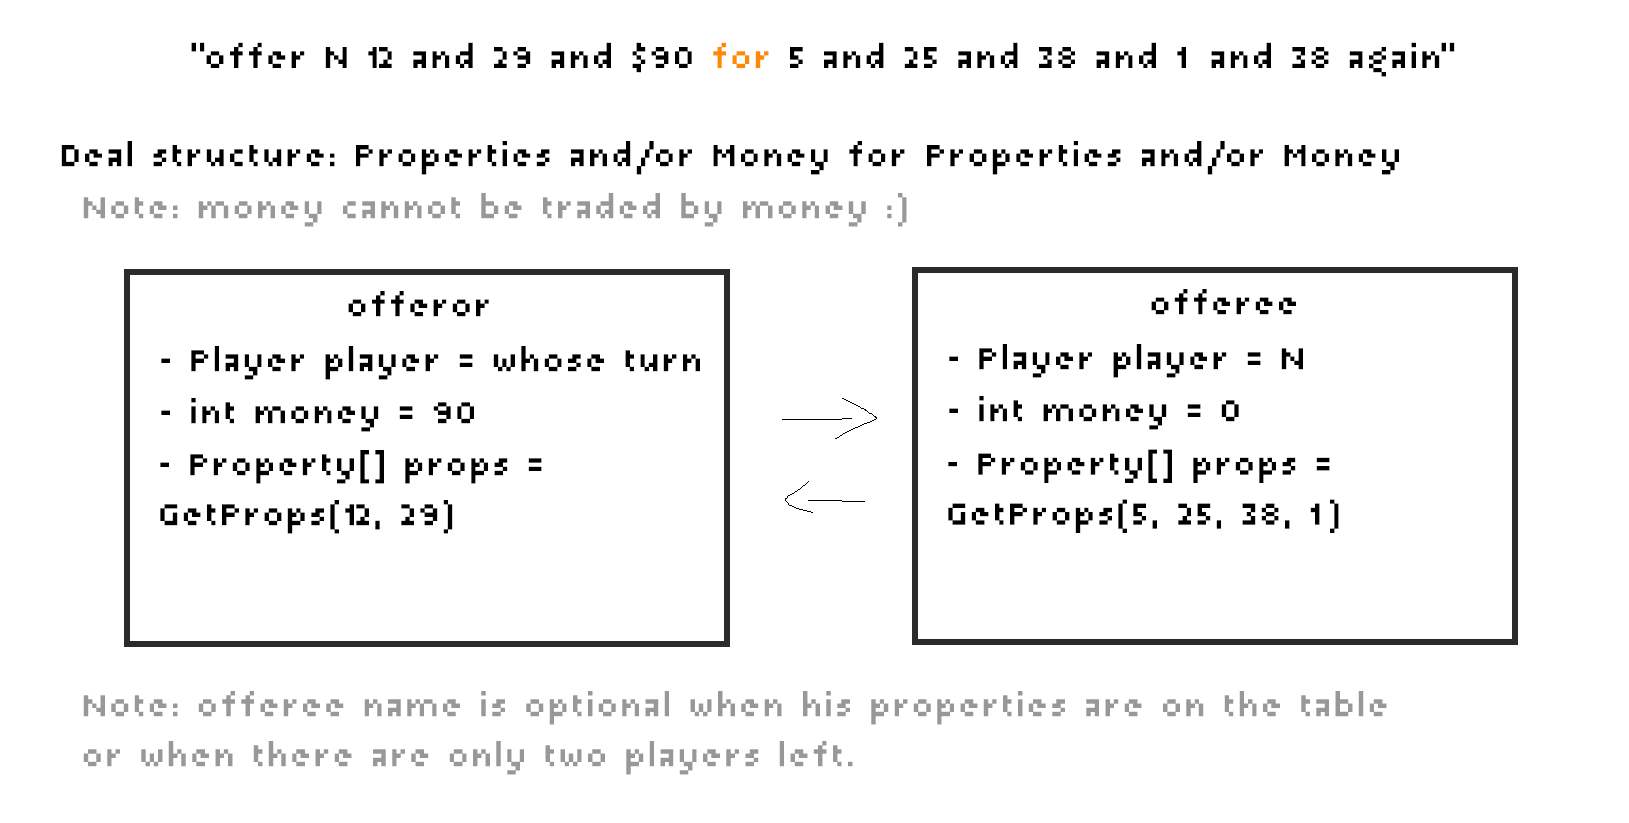 "offer N 12 and 29 and $90 for 5 and 25 and 38 and 1 and 38 again"
Deal structure: Properties and/or Money for Properties and/or Money
Note: money cannot be traded by money :)
offeror
- Player player = whose turn
- int money = 90
- Property[] props =
GetProps(12, 29)
offeree
- Player player = N
- int money = 0
- Property[] props =
GetProps(5, 25, 38, 1)
Note: offeree name is optional when his properties are on the table
or when there are only two players left.